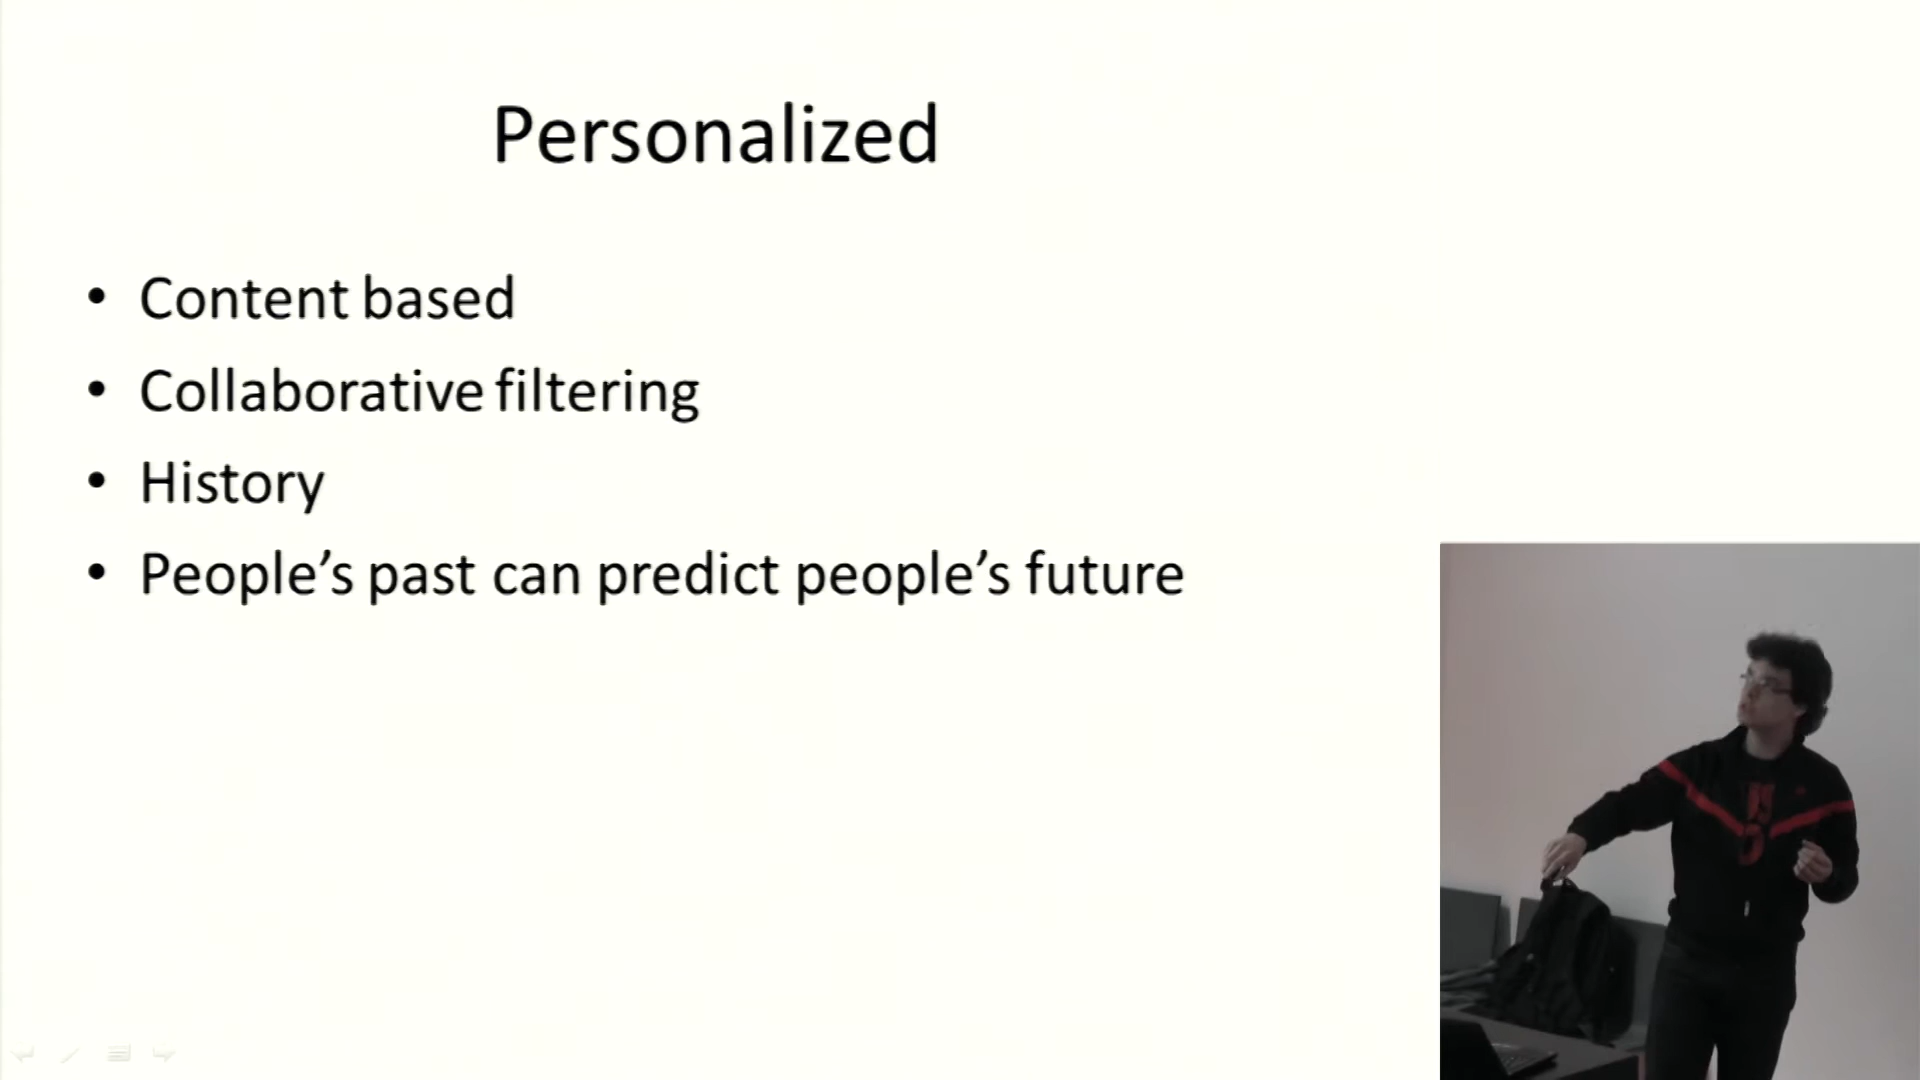 Personalized
• Content based
• Collaborative filtering
• History
• People’s past can predict people’s future